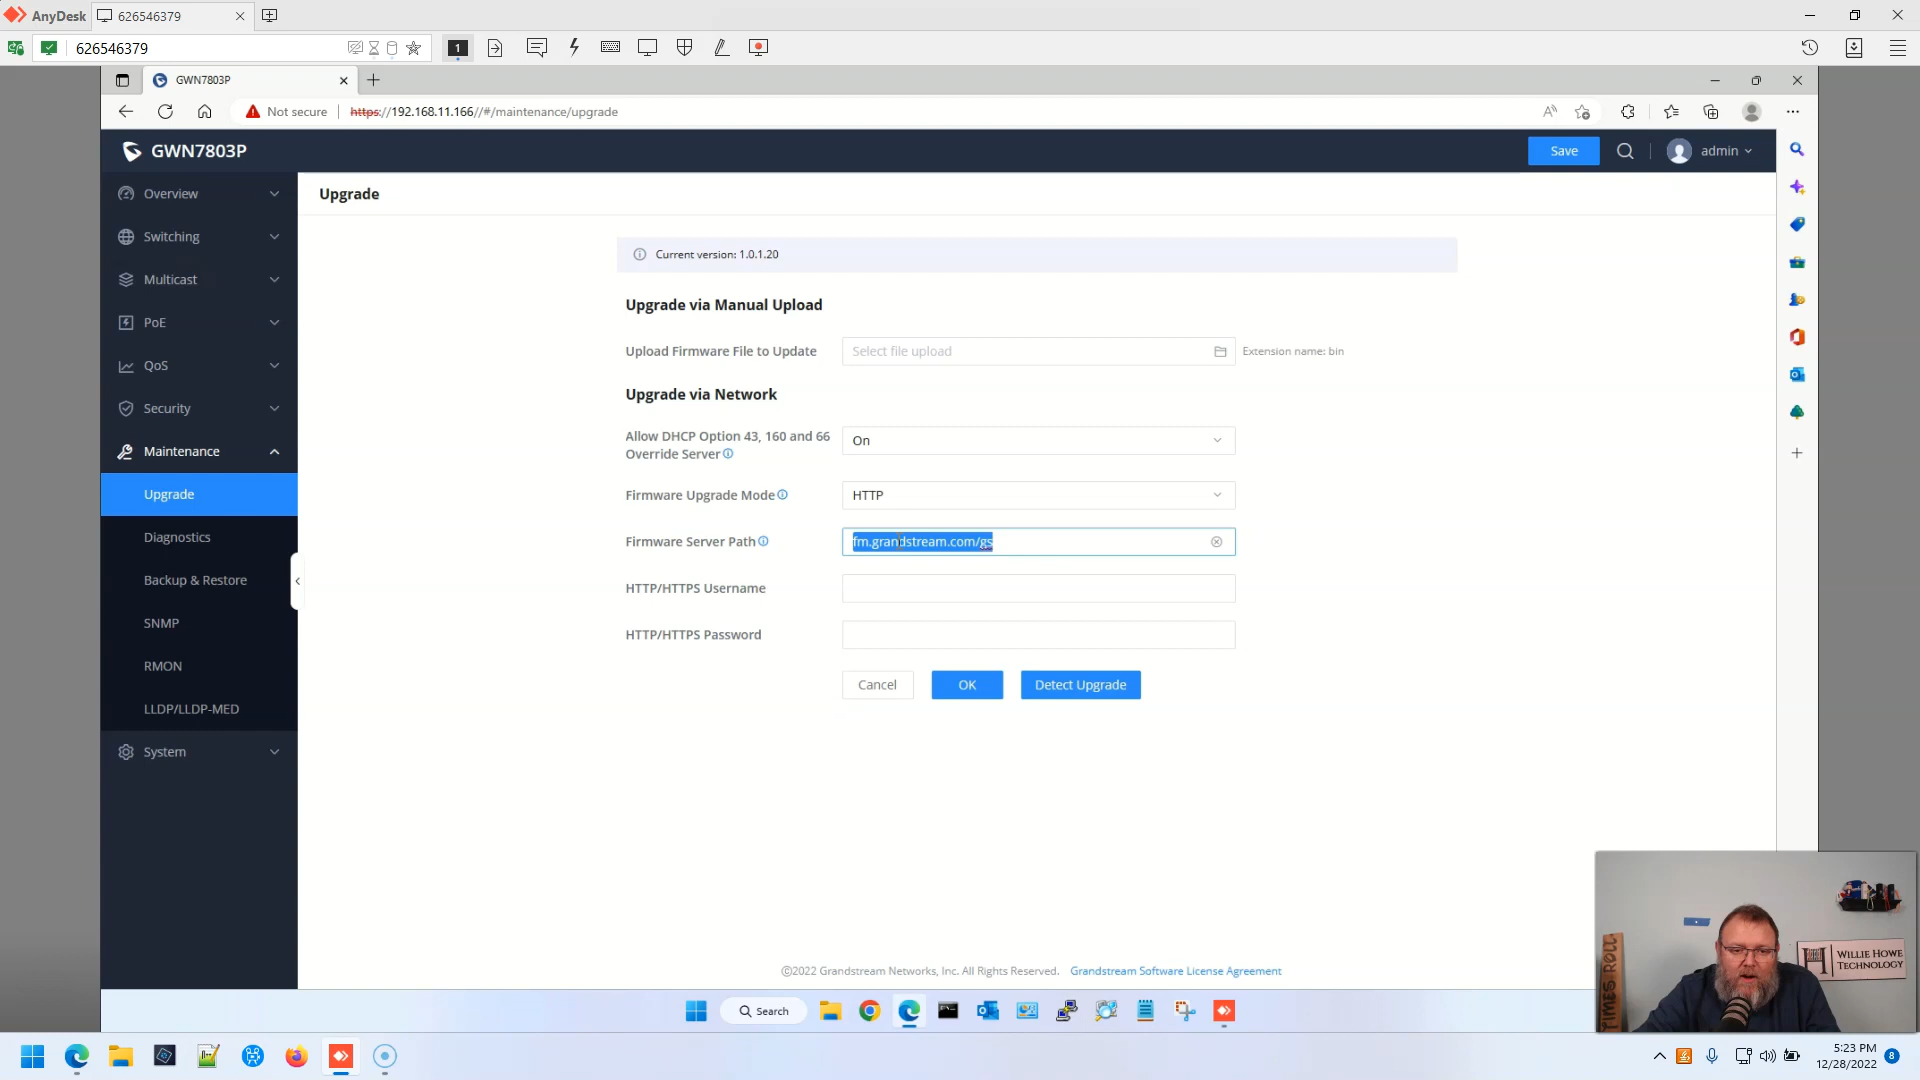 AnyDesk
626546379
626546379
1
GWN7803P
Not secure
https://192.168.11.166//#/maintenance/upgrade
GWN7803P
Save
admin
Overview
Switching
Multicast
PoE
QoS
Security
Maintenance
Upgrade
Diagnostics
Backup & Restore
SNMP
RMON
LLDP/LLDP-MED
System
Upgrade
Current version: 1.0.1.20
Upgrade via Manual Upload
Upload Firmware File to Update
Select file upload
Extension name: bin
Upgrade via Network
Allow DHCP Option 43, 160 and 66
Override Server
On
Firmware Upgrade Mode
HTTP
Firmware Server Path
fm.grandstream.com/gs
HTTP/HTTPS Username
HTTP/HTTPS Password
Cancel
OK
Detect Upgrade
©2022 Grandstream Networks, Inc. All Rights Reserved.
Grandstream Software License Agreement
TIMES ROLL
H
WILLIE HOWE
TECHNOLOGY
Search
5:23 PM
12/28/2022
8